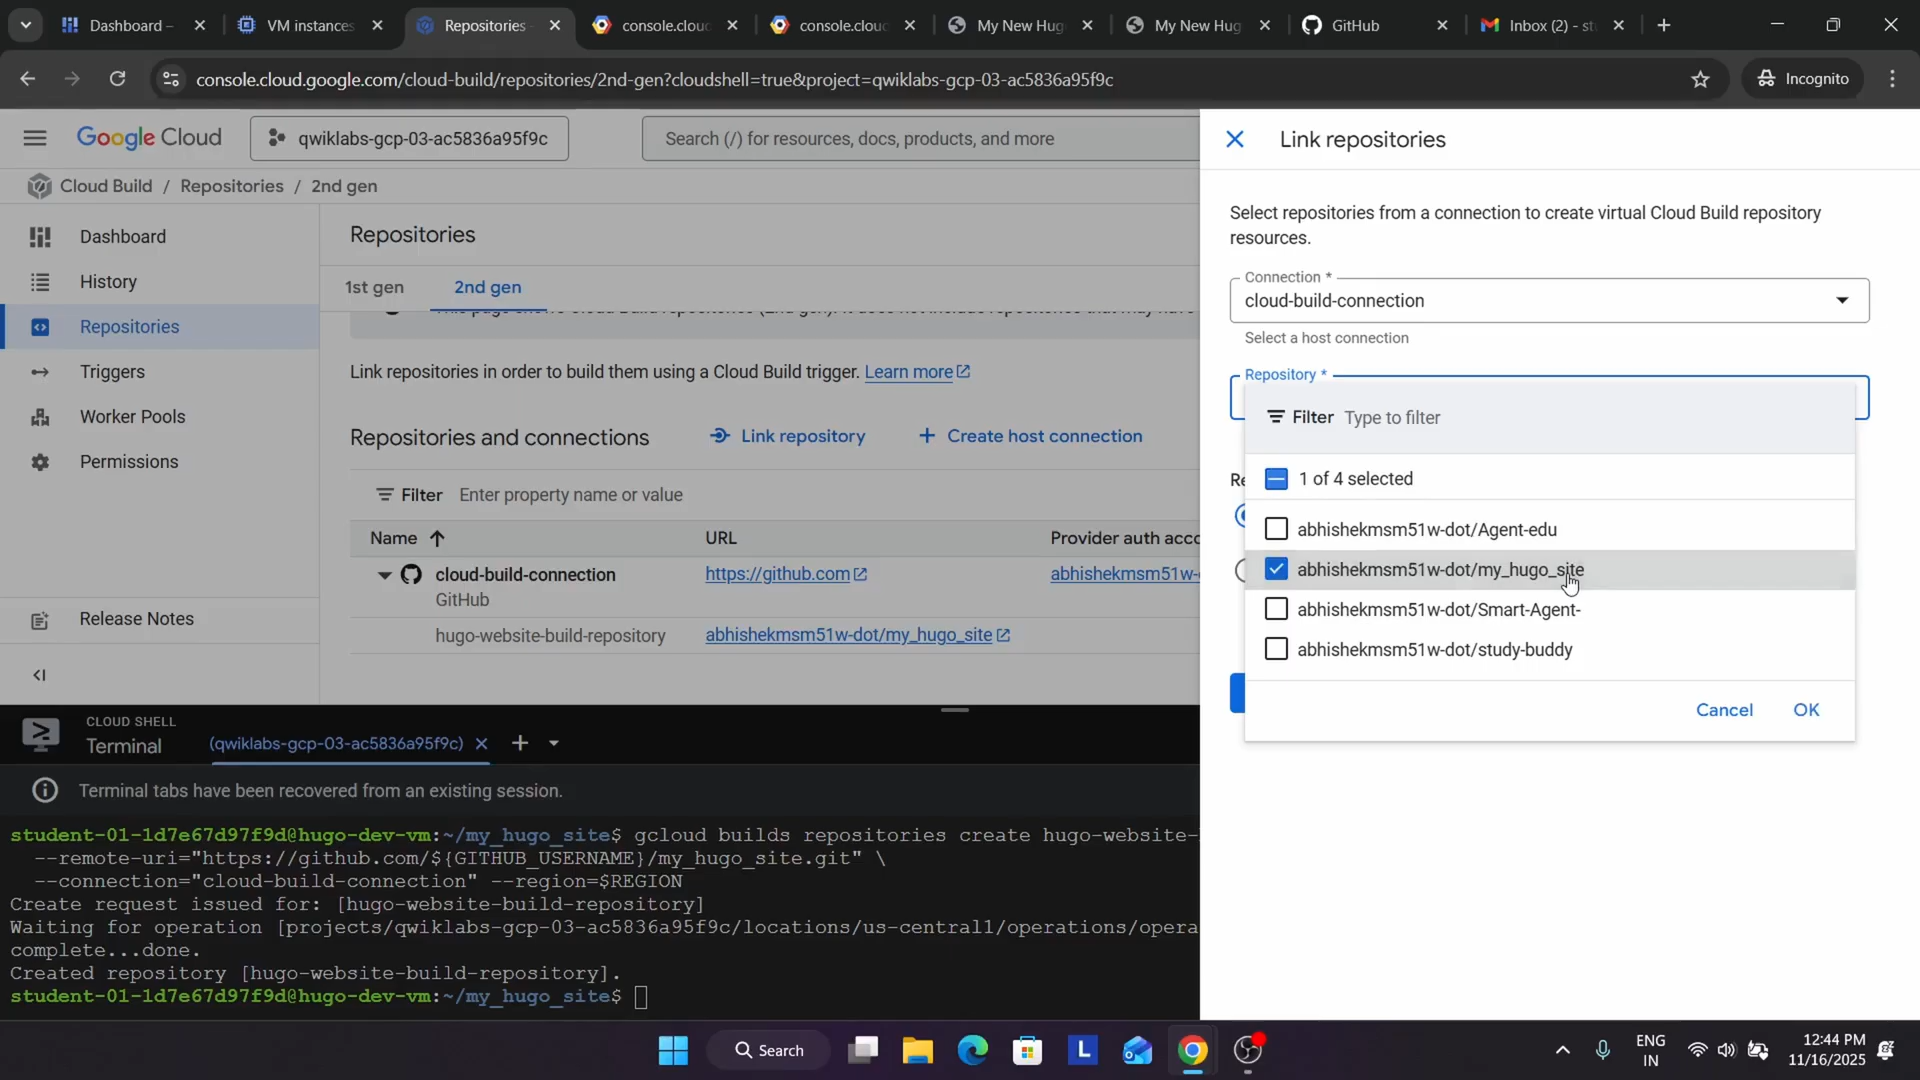 Dashboard –
VM instances
Repositories –
console.clou
console.clou
My New Hug
My New Hug
GitHub
Inbox (2) - st
console.cloud.google.com/cloud-build/repositories/2nd-gen?cloudshell=true&project=qwiklabs-gcp-03-ac5836a95f9c
Incognito
Google Cloud
qwiklabs-gcp-03-ac5836a95f9c
Search (/) for resources, docs, products, and more
Cloud Build / Repositories / 2nd gen
Dashboard
History
Repositories
Triggers
Worker Pools
Permissions
Release Notes
Repositories
1st gen
2nd gen
Link repositories in order to build them using a Cloud Build trigger. Learn more
Repositories and connections
Link repository
Create host connection
Filter Enter property name or value
Name URL Provider auth acco
cloud-build-connection https://github.com abhishekmsm51w-
GitHub
hugo-website-build-repository abhishekmsm51w-dot/my_hugo_site
Link repositories
Select repositories from a connection to create virtual Cloud Build repository
resources.
Connection *
cloud-build-connection
Select a host connection
Repository *
Filter Type to filter
Re
1 of 4 selected
abhishekmsm51w-dot/Agent-edu
abhishekmsm51w-dot/my_hugo_site
abhishekmsm51w-dot/Smart-Agent-
abhishekmsm51w-dot/study-buddy
Cancel OK
CLOUD SHELL
Terminal
(qwiklabs-gcp-03-ac5836a95f9c)
Terminal tabs have been recovered from an existing session.
student-01-1d7e67d97f9d@hugo-dev-vm:~/my_hugo_site$ gcloud builds repositories create hugo-website-
--remote-uri="https://github.com/${GITHUB_USERNAME}/my_hugo_site.git" \
--connection="cloud-build-connection" --region=$REGION
Create request issued for: [hugo-website-build-repository]
Waiting for operation [projects/qwiklabs-gcp-03-ac5836a95f9c/locations/us-central1/operations/opera
complete...done.
Created repository [hugo-website-build-repository].
student-01-1d7e67d97f9d@hugo-dev-vm:~/my_hugo_site$
Search
L
ENG
IN
12:44 PM
11/16/2025